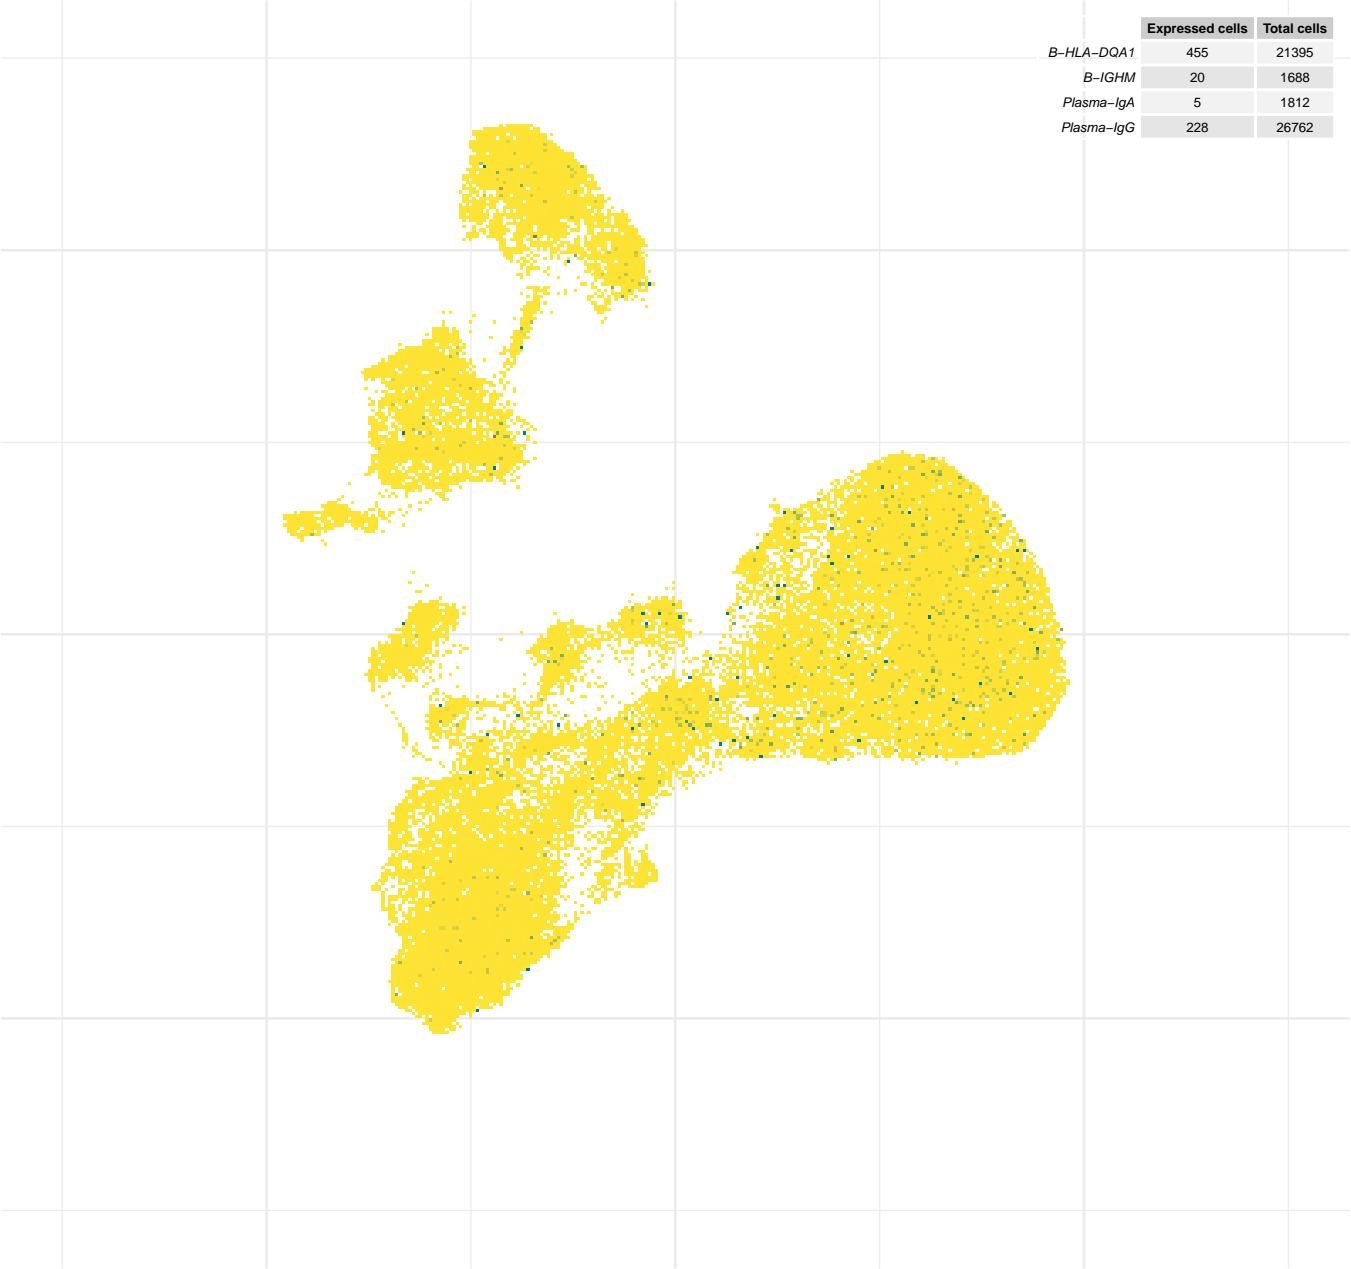 Expressed cells Total cells
B−HLA−DQA1 455 21395
B−IGHM 20 1688
Plasma−IgA 5 1812
Plasma−IgG 228 26762